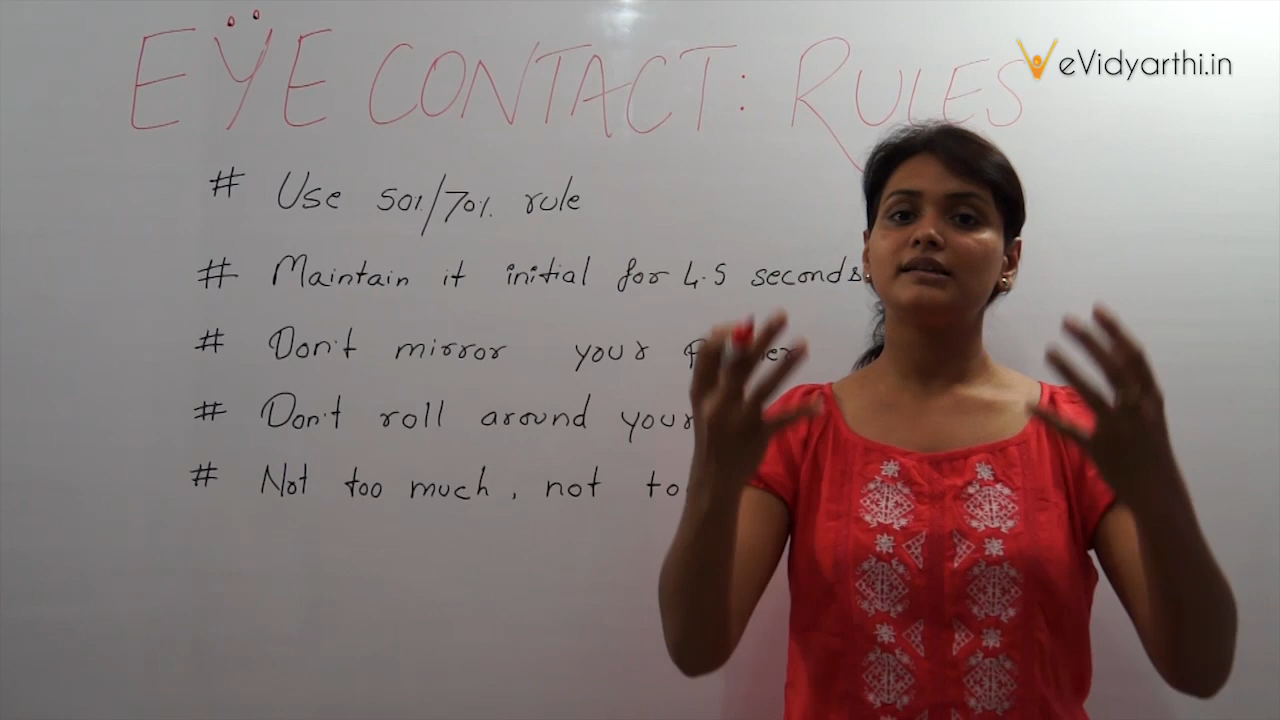 EŸE CONTACT: RULES
eVidyarthi.in
# Use 50%/70% rule
# Maintain it initial for 4-5 seconds
# Don't mirror your
# Don't roll around your
# Not too much, not